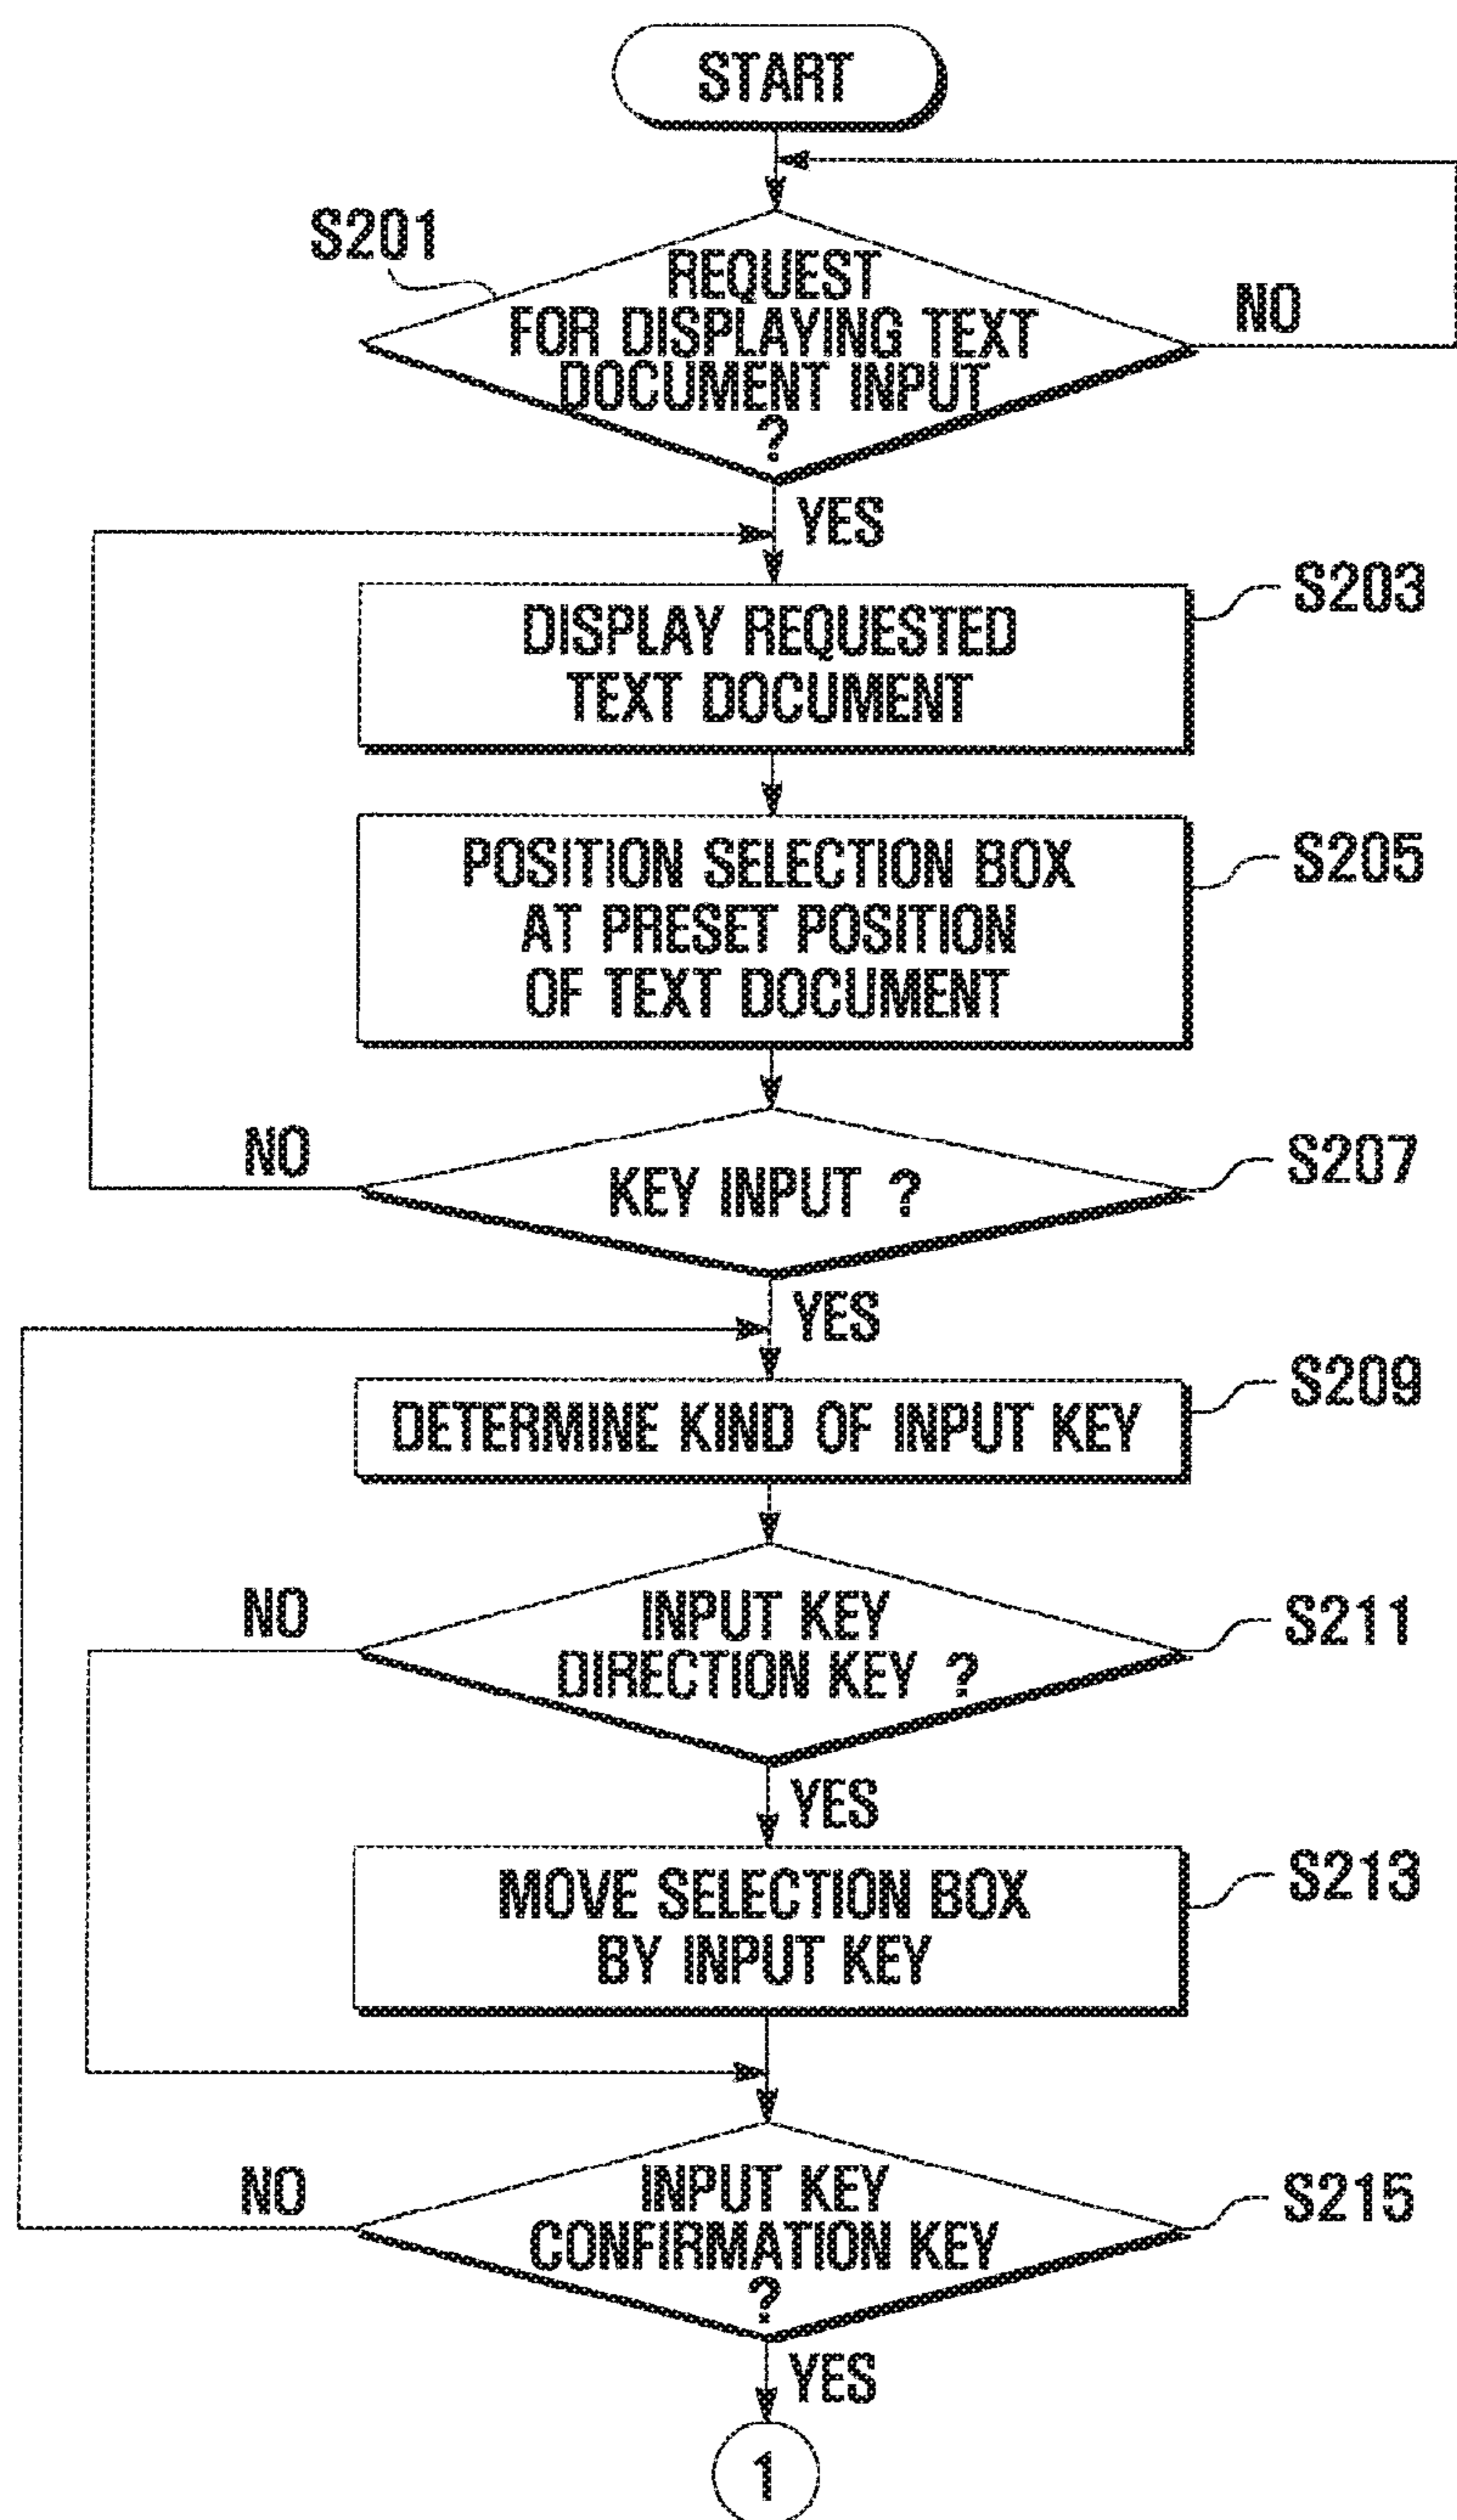 START
S201
REQUEST
FOR DISPLAYING TEXT
DOCUMENT INPUT
?
NO
YES
DISPLAY REQUESTED
TEXT DOCUMENT
S203
POSITION SELECTION BOX
AT PRESET POSITION
OF TEXT DOCUMENT
S205
NO
KEY INPUT ?
S207
YES
DETERMINE KIND OF INPUT KEY
S209
NO
INPUT KEY
DIRECTION KEY ?
S211
YES
MOVE SELECTION BOX
BY INPUT KEY
S213
NO
INPUT KEY
CONFIRMATION KEY
?
S215
YES
1